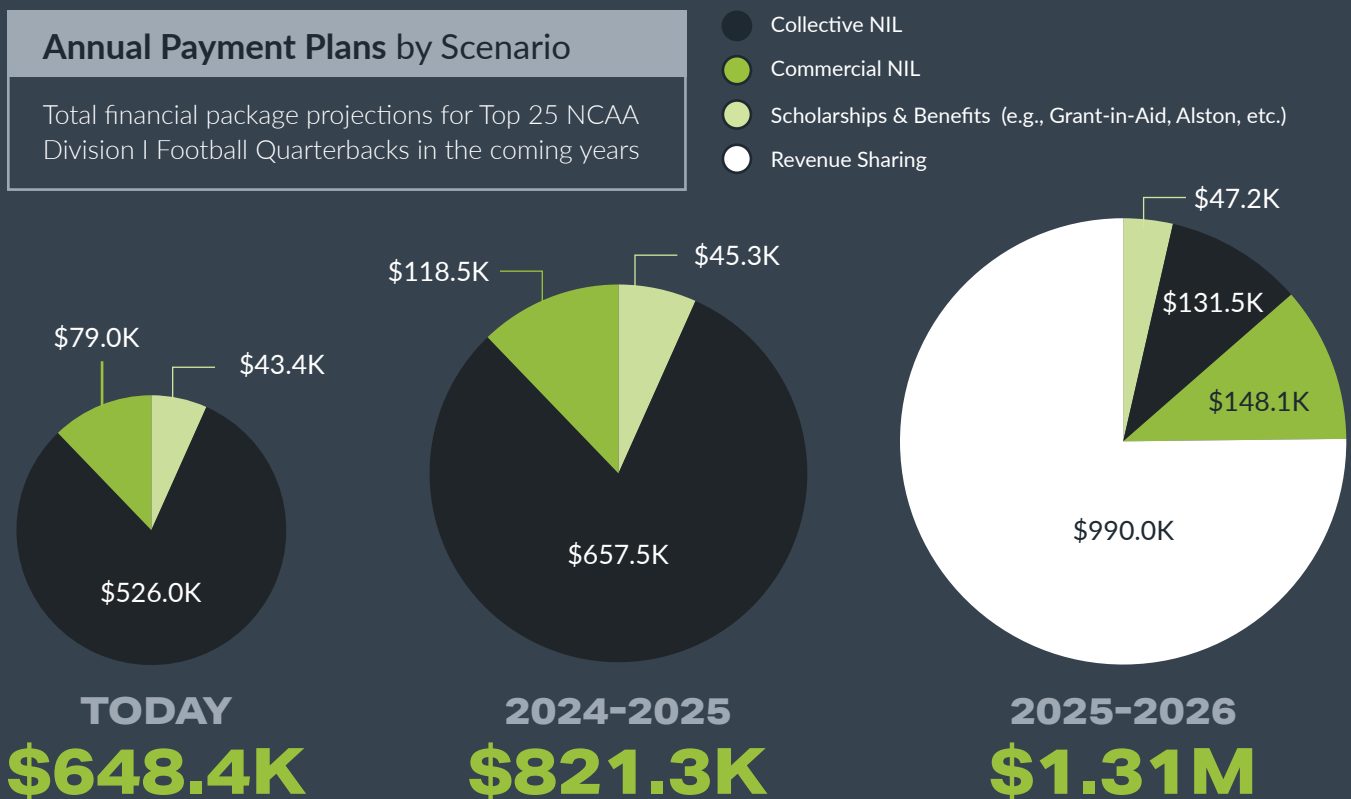 Annual Payment Plans by Scenario
Total financial package projections for Top 25 NCAA
Division I Football Quarterbacks in the coming years
Collective NIL
Commercial NIL
Scholarships & Benefits (e.g., Grant-in-Aid, Alston, etc.)
Revenue Sharing
$79.0K
$43.4K
$526.0K
TODAY
$648.4K
$118.5K
$45.3K
$657.5K
2024-2025
$821.3K
$47.2K
$131.5K
$148.1K
$990.0K
2025-2026
$1.31M